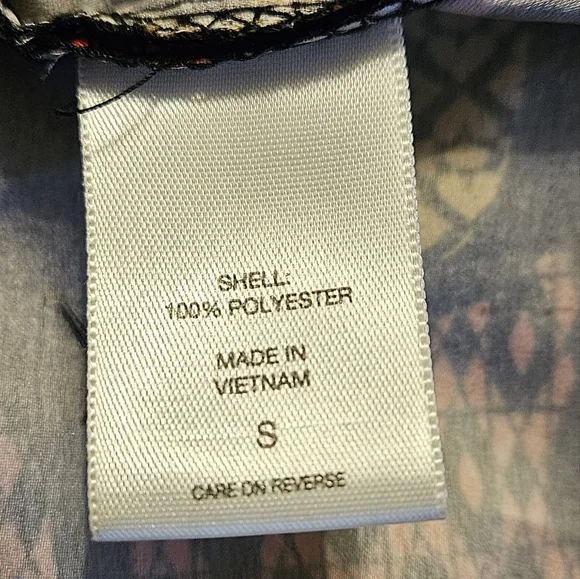 SHELL:
100% POLYESTER
MADE IN
VIETNAM
S
CARE ON REVERSE